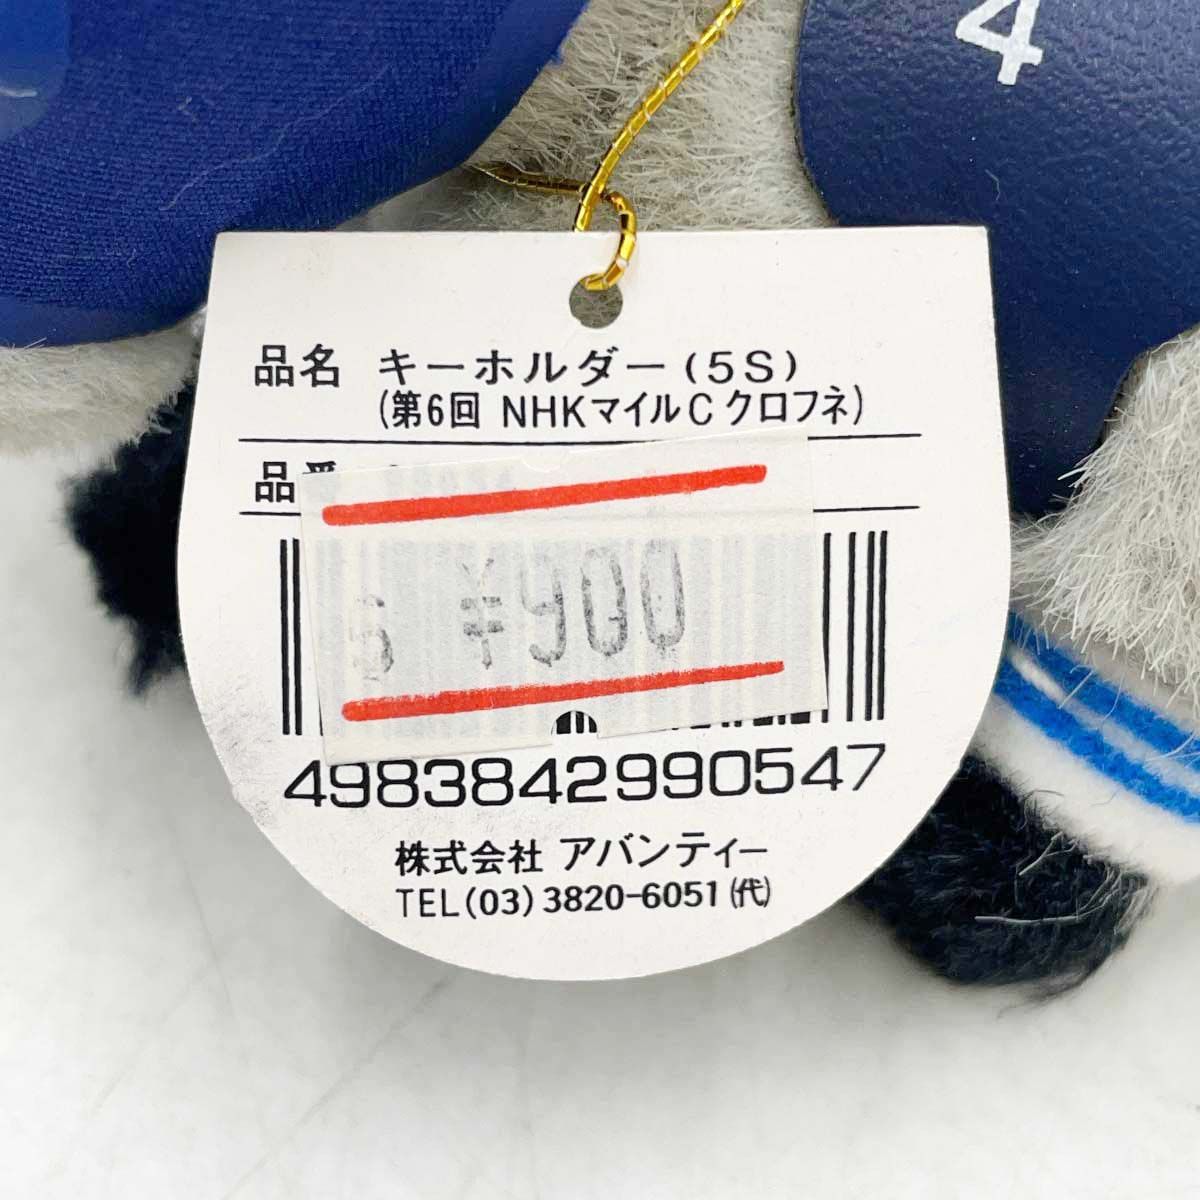 4
品名 キーホルダー(5S)
(第6回 NHKマイルCクロフネ)
品番
S ¥900
4983842990547
株式会社 アバンティー
TEL(03)3820-6051(代)